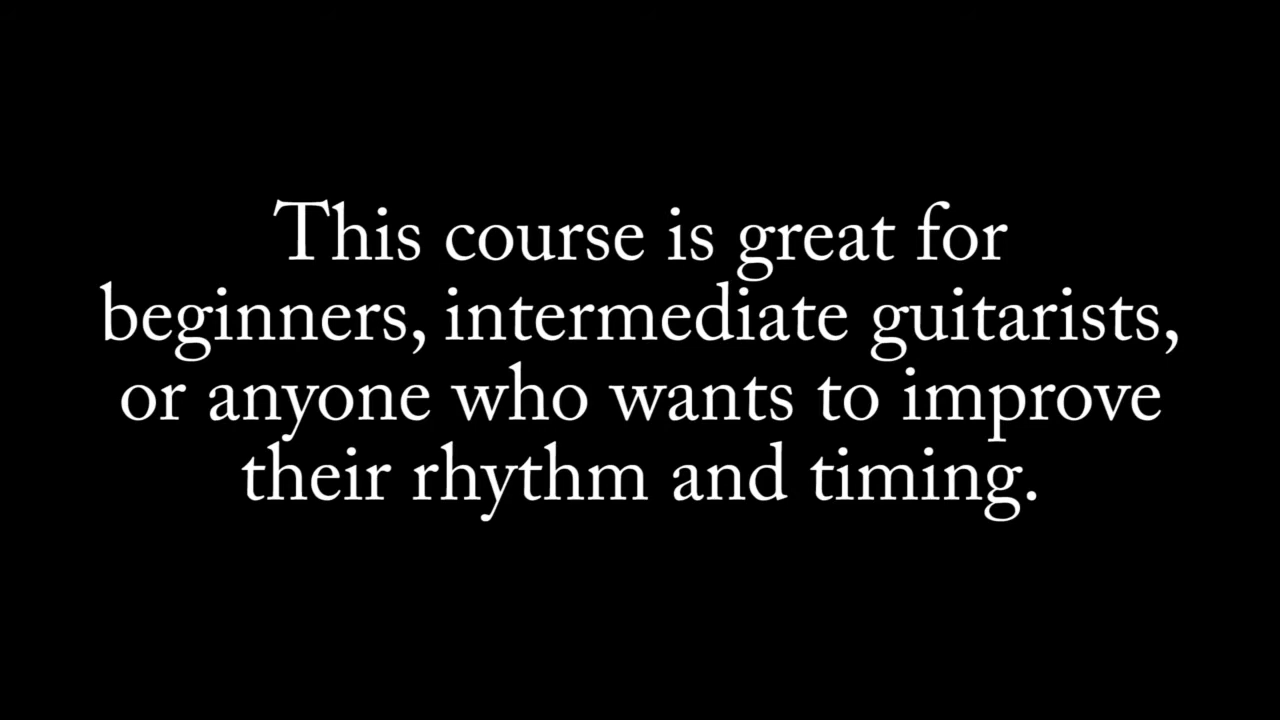 This course is great for
beginners, intermediate guitarists,
or anyone who wants to improve
their rhythm and timing.